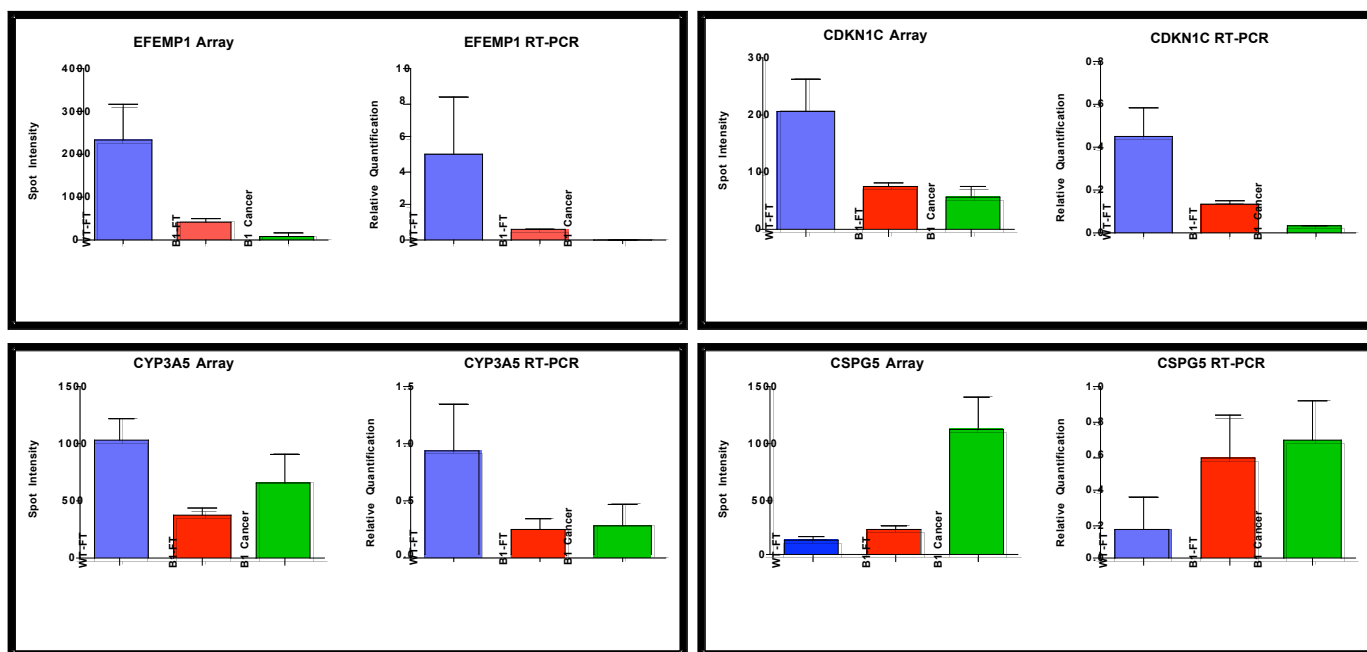 EFEMP1 Array
Spot Intensity
4000
3000
2000
1000
0
WT-FT
B1-FT
B1 Cancer
EFEMP1 RT-PCR
Relative Quantification
10
8
6
4
2
0
WT-FT
B1-FT
B1 Cancer
CDKN1C Array
Spot Intensity
300
200
100
0
WT-FT
B1-FT
B1 Cancer
CDKN1C RT-PCR
Relative Quantification
0.8
0.6
0.4
0.2
0.0
WT-FT
B1-FT
B1 Cancer
CYP3A5 Array
Spot Intensity
1500
1000
500
0
WT-FT
B1-FT
B1 Cancer
CYP3A5 RT-PCR
Relative Quantification
1.5
1.0
0.5
0.0
WT-FT
B1-FT
B1 Cancer
CSPG5 Array
Spot Intensity
1500
1000
500
0
WT-FT
B1-FT
B1 Cancer
CSPG5 RT-PCR
Relative Quantification
1.0
0.8
0.6
0.4
0.2
0.0
WT-FT
B1-FT
B1 Cancer